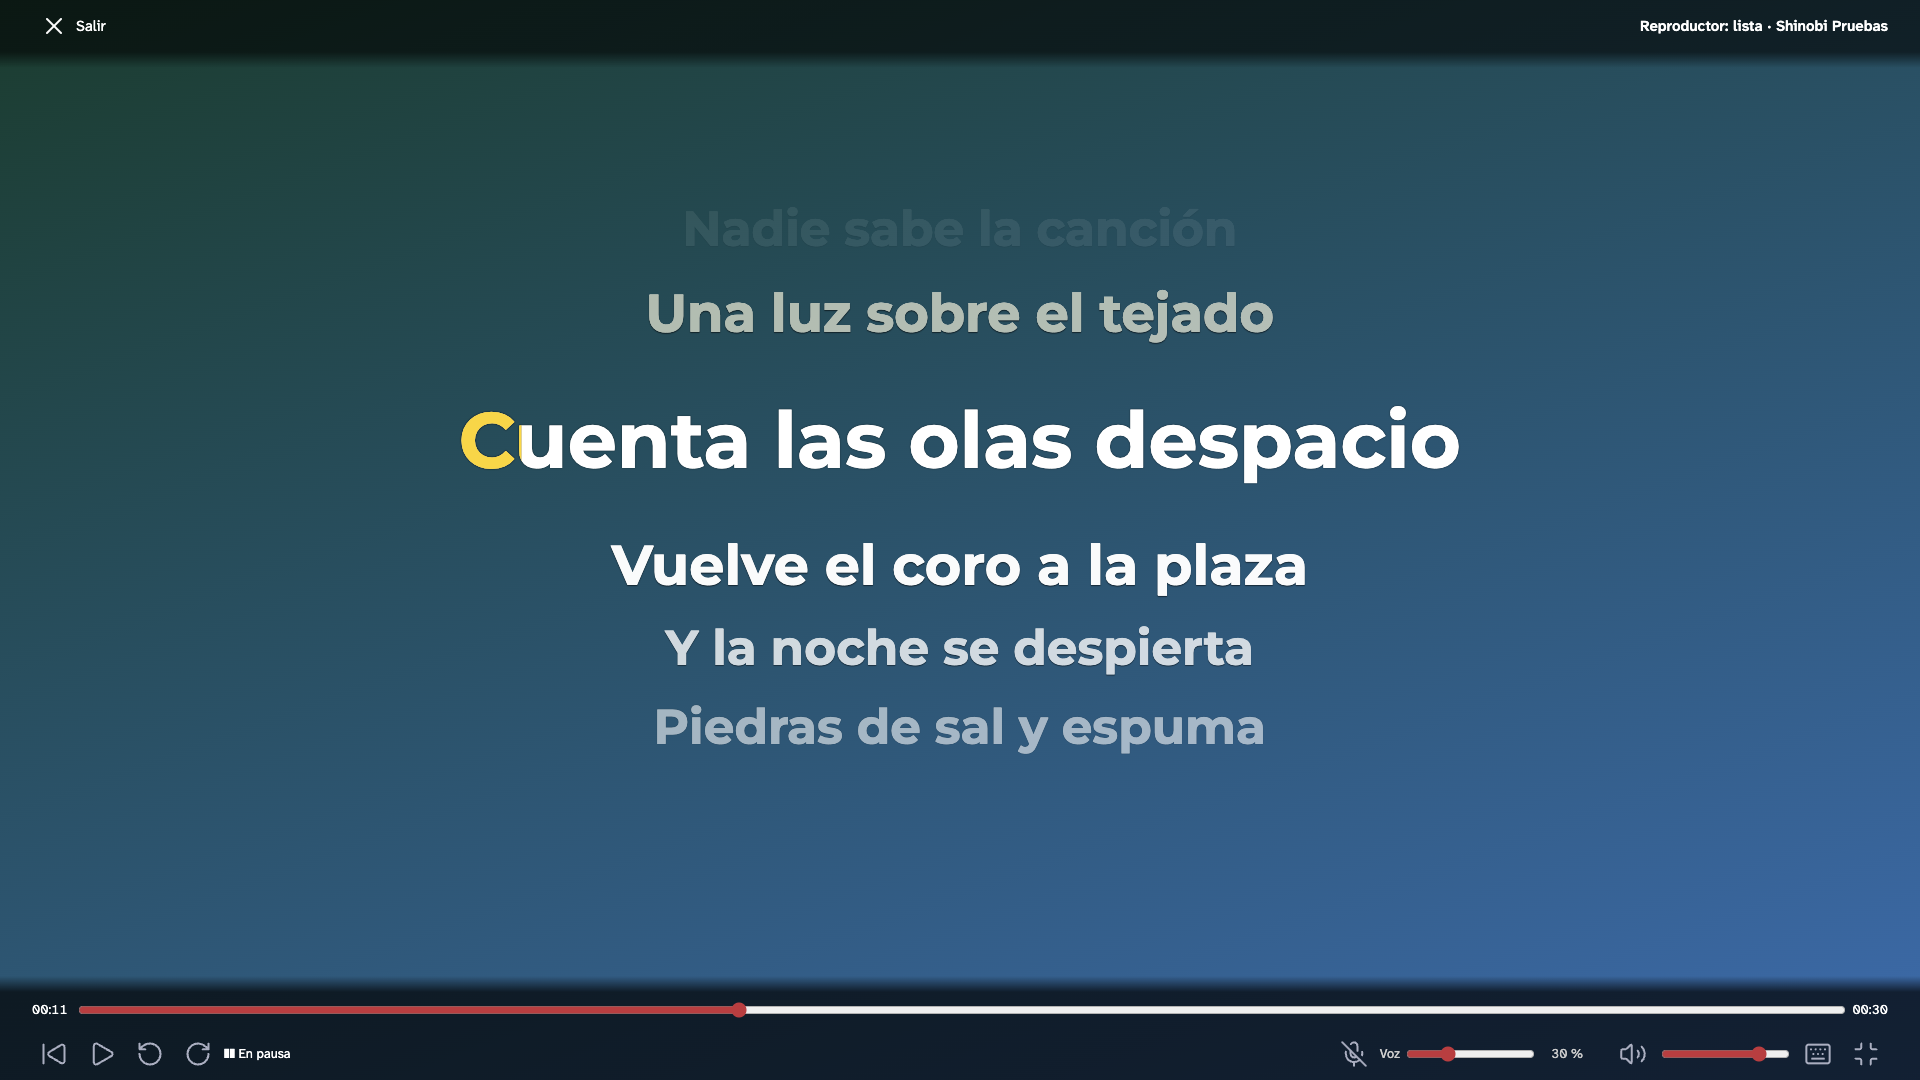 Salir
Reproductor: lista · Shinobi Pruebas
Nadie sabe la canción
Una luz sobre el tejado
Cuenta las olas despacio
Vuelve el coro a la plaza
Y la noche se despierta
Piedras de sal y espuma
00:11
00:30
En pausa
Voz
30 %